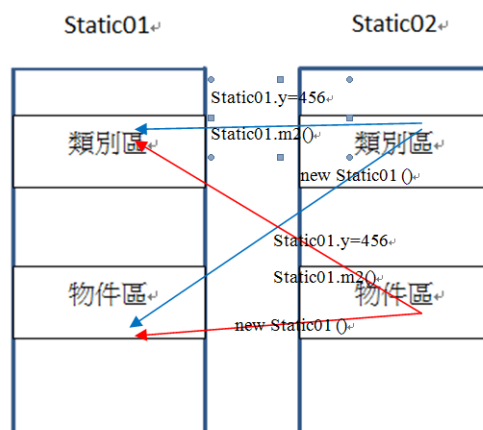 Static01
Static02
Static01.y=456
Static01.m2()
類別區
類別區
new Static01 ()
Static01.y=456
Static01.m2()
物件區
物件區
new Static01 ()